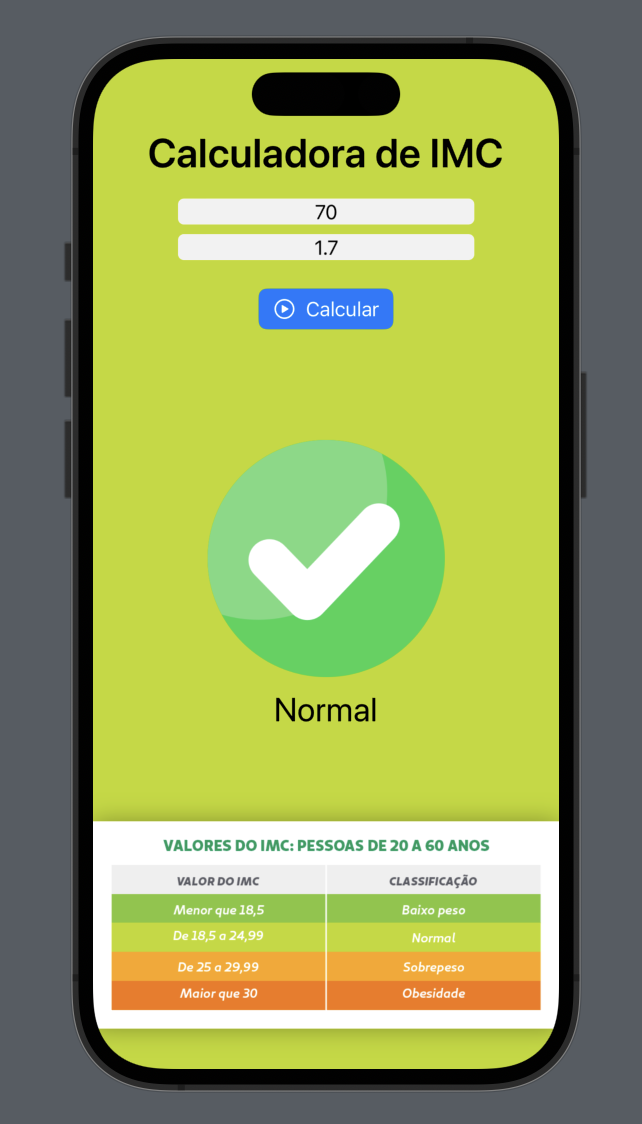 Calculadora de IMC
70
1.7
Calcular
Normal
VALORES DO IMC: PESSOAS DE 20 A 60 ANOS
VALOR DO IMC CLASSIFICAÇÃO
Menor que 18,5 Baixo peso
De 18,5 a 24,99 Normal
De 25 a 29,99 Sobrepeso
Maior que 30 Obesidade